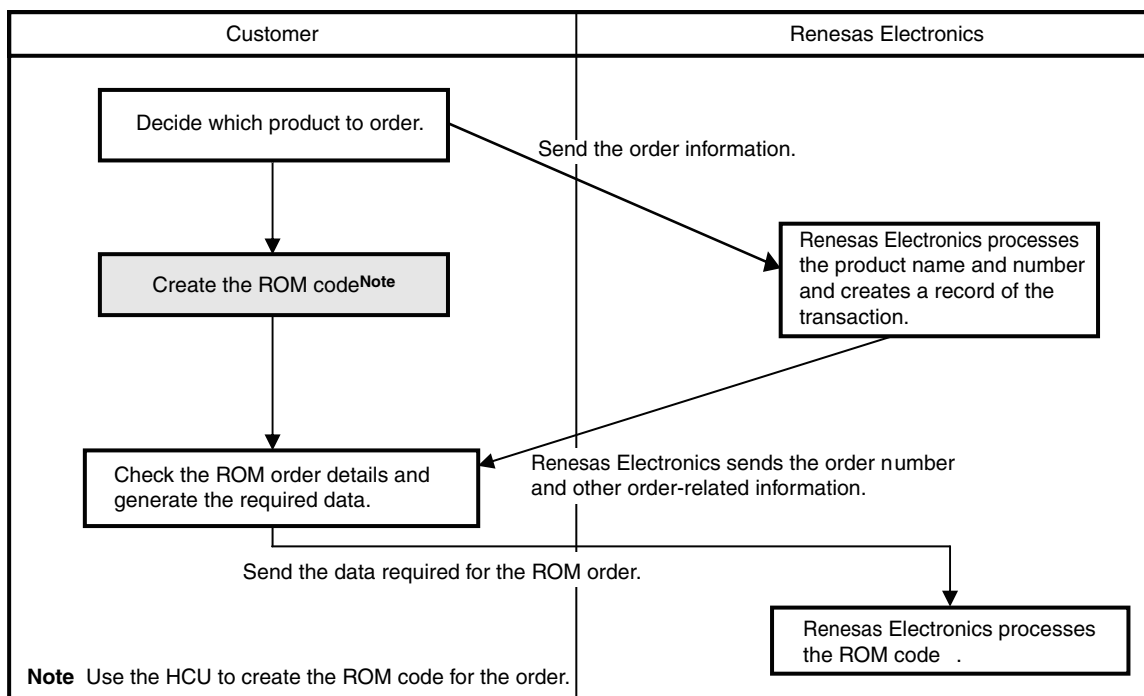 Customer
Renesas Electronics
Decide which product to order.
Send the order information.
Renesas Electronics processes
the product name and number
and creates a record of the
transaction.
Create the ROM codeNote
Check the ROM order details and
generate the required data.
Renesas Electronics sends the order number
and other order-related information.
Send the data required for the ROM order.
Renesas Electronics processes
the ROM code .
Note Use the HCU to create the ROM code for the order.